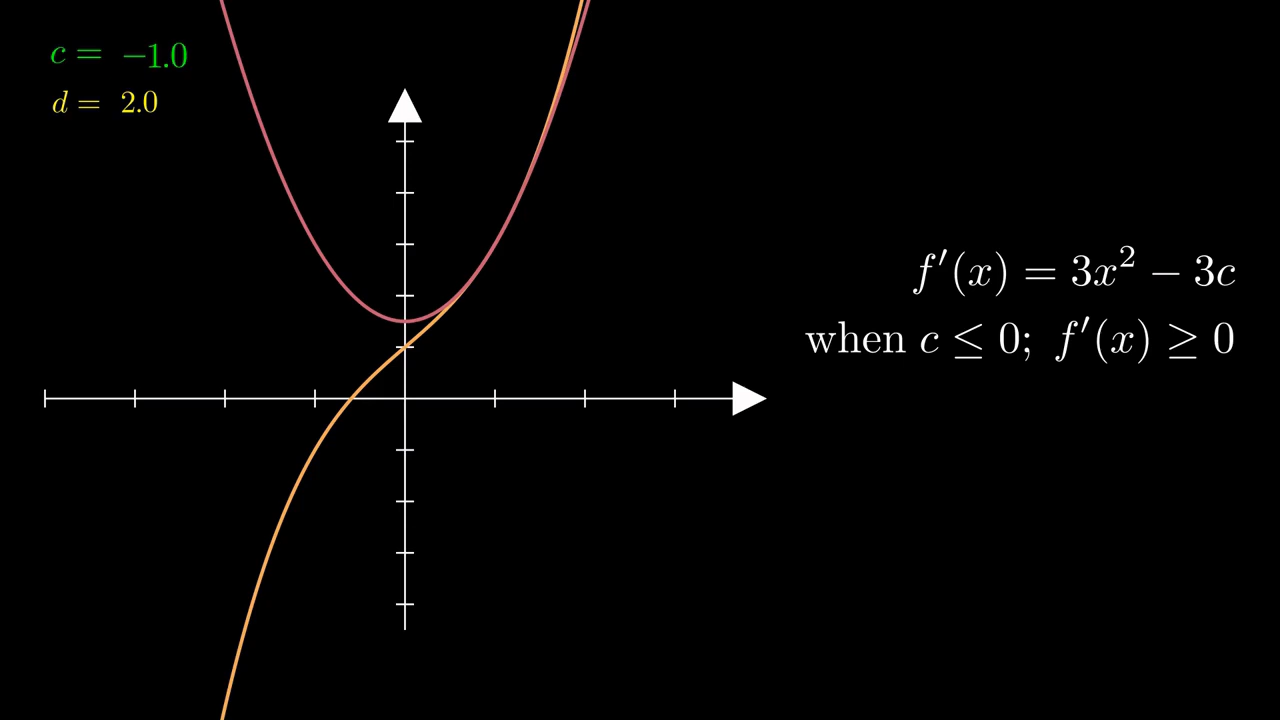 c = −1.0
d = 2.0
f′(x) = 3x² − 3c
when c ≤ 0; f′(x) ≥ 0